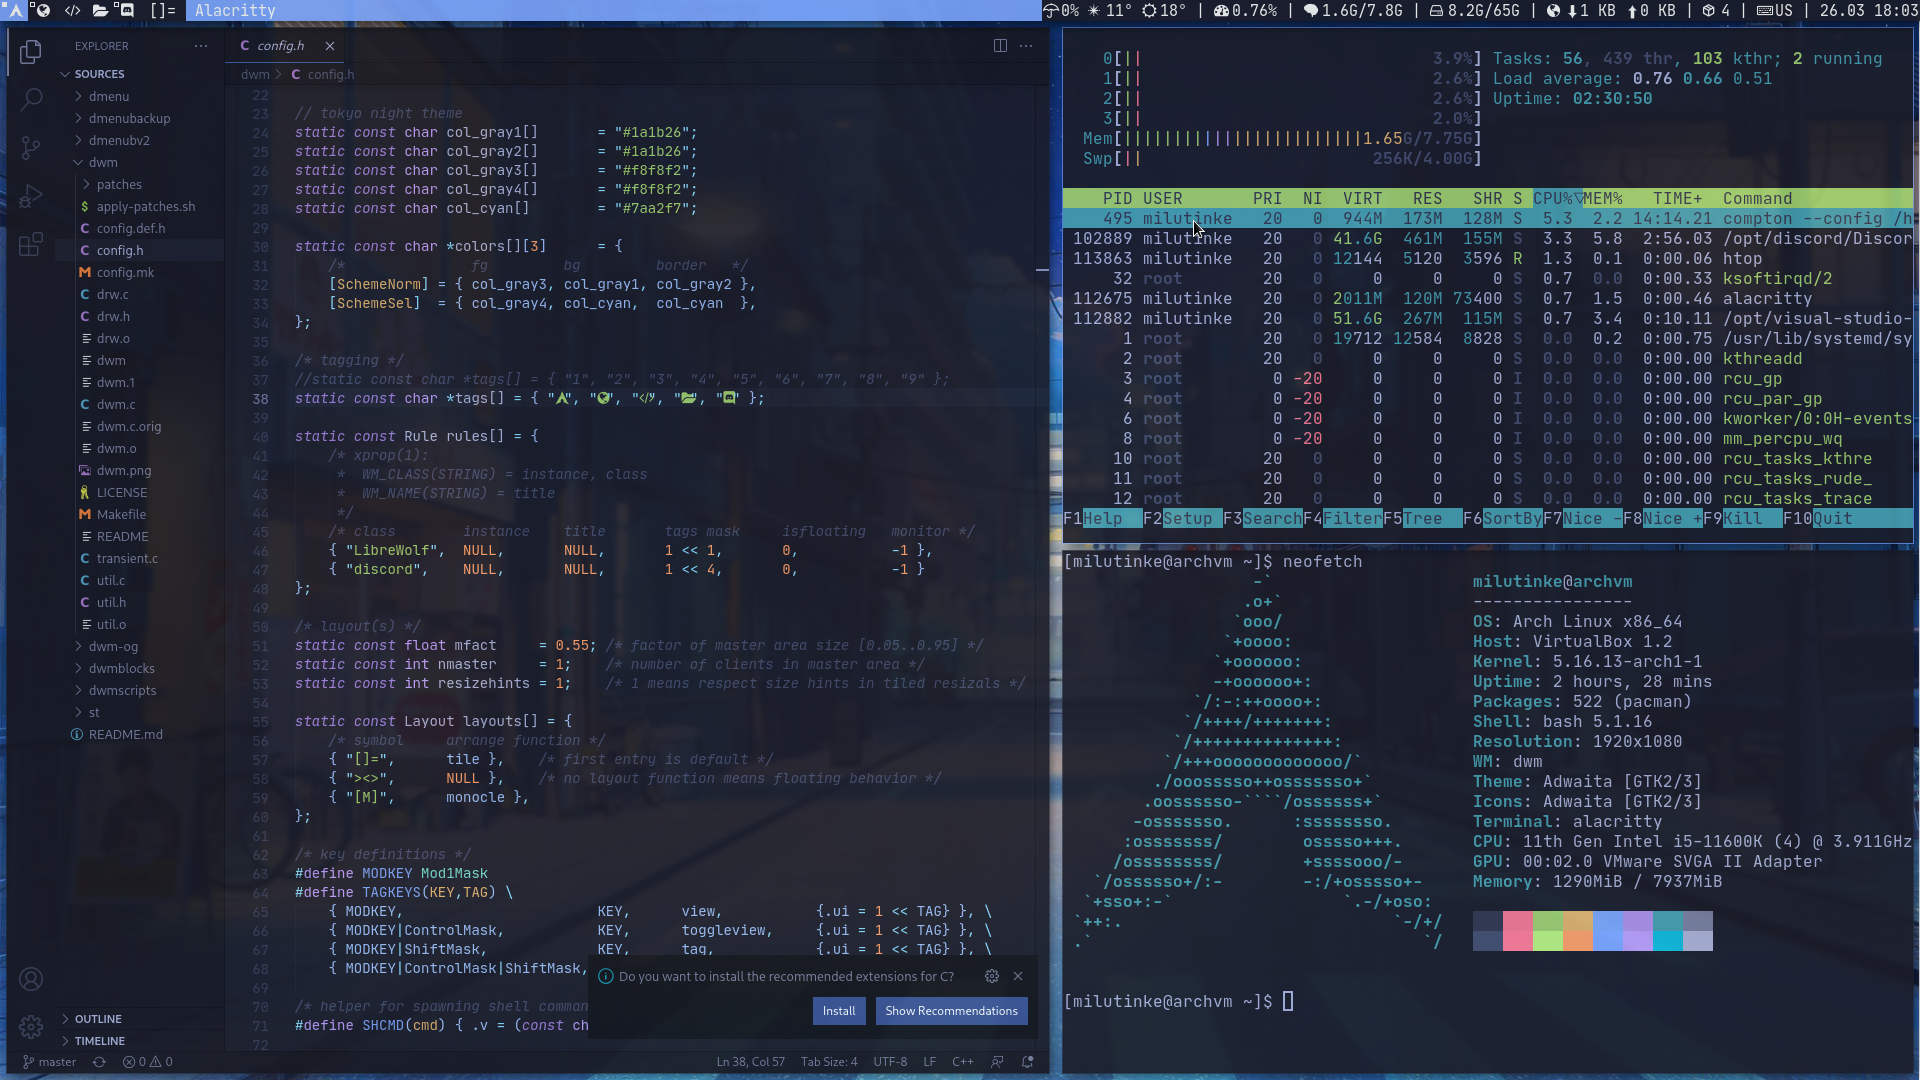 []= Alacritty 0% 11° 18° | 0.76% | 1.6G/7.8G | 8.2G/65G | 1 KB 0 KB | 4 | US | 26.03 18:03
EXPLORER ···
SOURCES
dmenu
dmenubackup
dmenubv2
dwm
patches
apply-patches.sh
config.def.h
config.h
config.mk
drw.c
drw.h
drw.o
dwm
dwm.1
dwm.c
dwm.c.orig
dwm.o
dwm.png
LICENSE
Makefile
README
transient.c
util.c
util.h
util.o
dwm-og
dwmblocks
dwmscripts
st
README.md
OUTLINE
TIMELINE
C config.h ×
dwm > C config.h
22
23 // tokyo night theme
24 static const char col_gray1[] = "#1a1b26";
25 static const char col_gray2[] = "#1a1b26";
26 static const char col_gray3[] = "#f8f8f2";
27 static const char col_gray4[] = "#f8f8f2";
28 static const char col_cyan[] = "#7aa2f7";
29
30 static const char *colors[][3] = {
31 /* fg bg border */
32 [SchemeNorm] = { col_gray3, col_gray1, col_gray2 },
33 [SchemeSel] = { col_gray4, col_cyan, col_cyan },
34 };
35
36 /* tagging */
37 //static const char *tags[] = { "1", "2", "3", "4", "5", "6", "7", "8", "9" };
38 static const char *tags[] = { "", "", "</>", "", "" };
39
40 static const Rule rules[] = {
41 /* xprop(1):
42 * WM_CLASS(STRING) = instance, class
43 * WM_NAME(STRING) = title
44 */
45 /* class instance title tags mask isfloating monitor */
46 { "LibreWolf", NULL, NULL, 1 << 1, 0, -1 },
47 { "discord", NULL, NULL, 1 << 4, 0, -1 }
48 };
49
50 /* layout(s) */
51 static const float mfact = 0.55; /* factor of master area size [0.05..0.95] */
52 static const int nmaster = 1; /* number of clients in master area */
53 static const int resizehints = 1; /* 1 means respect size hints in tiled resizals */
54
55 static const Layout layouts[] = {
56 /* symbol arrange function */
57 { "[]=", tile }, /* first entry is default */
58 { "><>", NULL }, /* no layout function means floating behavior */
59 { "[M]", monocle },
60 };
61
62 /* key definitions */
63 #define MODKEY Mod1Mask
64 #define TAGKEYS(KEY,TAG) \
65 { MODKEY, KEY, view, {.ui = 1 << TAG} }, \
66 { MODKEY|ControlMask, KEY, toggleview, {.ui = 1 << TAG} }, \
67 { MODKEY|ShiftMask, KEY, tag, {.ui = 1 << TAG} }, \
68 { MODKEY|ControlMask|ShiftMask,
69
70 /* helper for spawning shell comman
71 #define SHCMD(cmd) { .v = (const ch
72
Do you want to install the recommended extensions for C?
Install
Show Recommendations
master 0 0 Ln 38, Col 57 Tab Size: 4 UTF-8 LF C++
0[|| 3.9%] Tasks: 56, 439 thr, 103 kthr; 2 running
1[|| 2.6%] Load average: 0.76 0.66 0.51
2[|| 2.6%] Uptime: 02:30:50
3[|| 2.0%]
Mem[||||||||||||||||||||||||1.65G/7.75G]
Swp[|| 256K/4.00G]
PID USER PRI NI VIRT RES SHR S CPU%▽MEM% TIME+ Command
495 milutinke 20 0 944M 173M 128M S 5.3 2.2 14:14.21 compton --config /h
102889 milutinke 20 0 41.6G 461M 155M S 3.3 5.8 2:56.03 /opt/discord/Discor
113863 milutinke 20 0 12144 5120 3596 R 1.3 0.1 0:00.06 htop
32 root 20 0 0 0 0 S 0.7 0.0 0:00.33 ksoftirqd/2
112675 milutinke 20 0 2011M 120M 73400 S 0.7 1.5 0:00.46 alacritty
112882 milutinke 20 0 51.6G 267M 115M S 0.7 3.4 0:10.11 /opt/visual-studio-
1 root 20 0 19712 12584 8828 S 0.0 0.2 0:00.75 /usr/lib/systemd/sy
2 root 20 0 0 0 0 S 0.0 0.0 0:00.00 kthreadd
3 root 0 -20 0 0 0 I 0.0 0.0 0:00.00 rcu_gp
4 root 0 -20 0 0 0 I 0.0 0.0 0:00.00 rcu_par_gp
6 root 0 -20 0 0 0 I 0.0 0.0 0:00.00 kworker/0:0H-events
8 root 0 -20 0 0 0 I 0.0 0.0 0:00.00 mm_percpu_wq
10 root 20 0 0 0 0 S 0.0 0.0 0:00.00 rcu_tasks_kthre
11 root 20 0 0 0 0 S 0.0 0.0 0:00.00 rcu_tasks_rude_
12 root 20 0 0 0 0 S 0.0 0.0 0:00.00 rcu_tasks_trace
F1Help F2Setup F3SearchF4FilterF5Tree F6SortByF7Nice -F8Nice +F9Kill F10Quit
[milutinke@archvm ~]$ neofetch
-` milutinke@archvm
.o+` ----------------
`ooo/ OS: Arch Linux x86_64
`+oooo: Host: VirtualBox 1.2
`+oooooo: Kernel: 5.16.13-arch1-1
-+oooooo+: Uptime: 2 hours, 28 mins
`/:-:++oooo+: Packages: 522 (pacman)
`/++++/+++++++: Shell: bash 5.1.16
`/++++++++++++++: Resolution: 1920x1080
`/+++ooooooooooooo/` WM: dwm
./ooosssso++osssssso+` Theme: Adwaita [GTK2/3]
.oossssso-````/ossssss+` Icons: Adwaita [GTK2/3]
-osssssso. :ssssssso. Terminal: alacritty
:osssssss/ osssso+++. CPU: 11th Gen Intel i5-11600K (4) @ 3.911GHz
/ossssssss/ +ssssooo/- GPU: 00:02.0 VMware SVGA II Adapter
`/ossssso+/:- -:/+osssso+- Memory: 1290MiB / 7937MiB
`+sso+:-` `.-/+oso:
`++:. `-/+/
.` `/
[milutinke@archvm ~]$